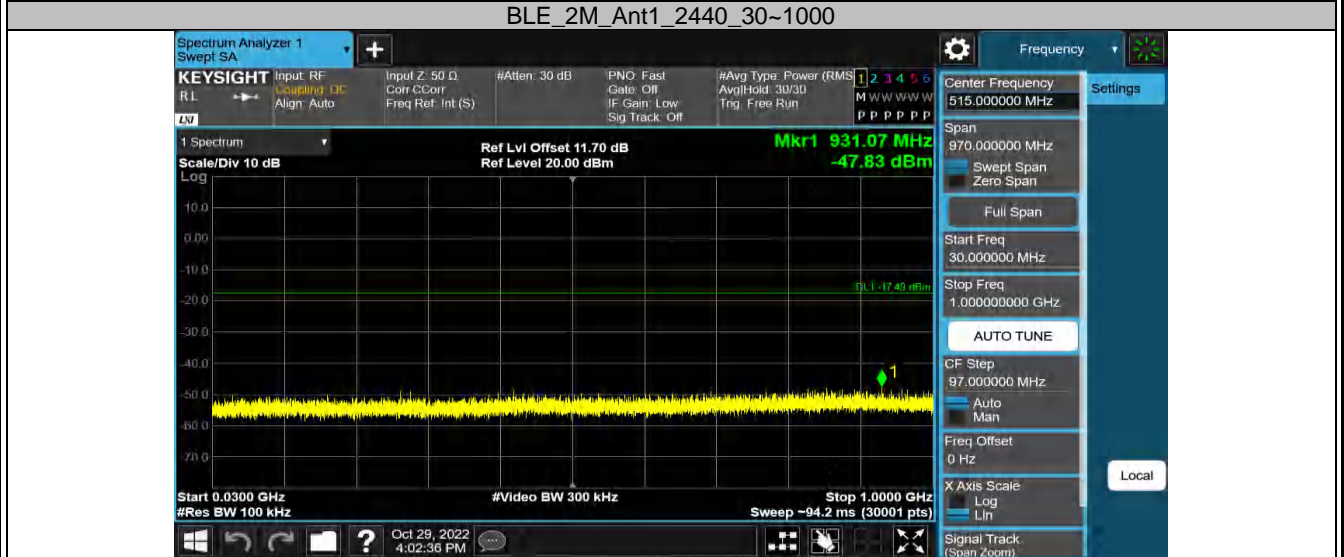 BLE_2M_Ant1_2440_30~1000
Spectrum Analyzer 1
Swept SA
Frequency
KEYSIGHT
RL
LXI
Input: RF
Coupling: DC
Align: Auto
Input Z: 50 Ω
Corr CCorr
Freq Ref: Int (S)
#Atten: 30 dB
PNO: Fast
Gate: Off
IF Gain: Low
Sig Track: Off
#Avg Type: Power (RMS
Avg|Hold: 30/30
Trig: Free Run
1 2 3 4 5 6
M W W W W W
P P P P P P
1 Spectrum
Scale/Div 10 dB
Log
Ref Lvl Offset 11.70 dB
Ref Level 20.00 dBm
Mkr1 931.07 MHz
-47.83 dBm
10.0
0.00
-10.0
-20.0
-30.0
-40.0
-50.0
-60.0
-70.0
DL1 -17.49 dBm
1
Start 0.0300 GHz
#Res BW 100 kHz
#Video BW 300 kHz
Stop 1.0000 GHz
Sweep ~94.2 ms (30001 pts)
Oct 29, 2022
4:02:36 PM
Center Frequency
515.000000 MHz
Settings
Span
970.000000 MHz
Swept Span
Zero Span
Full Span
Start Freq
30.000000 MHz
Stop Freq
1.000000000 GHz
AUTO TUNE
CF Step
97.000000 MHz
Auto
Man
Freq Offset
0 Hz
X Axis Scale
Log
Lin
Local
Signal Track
(Span Zoom)